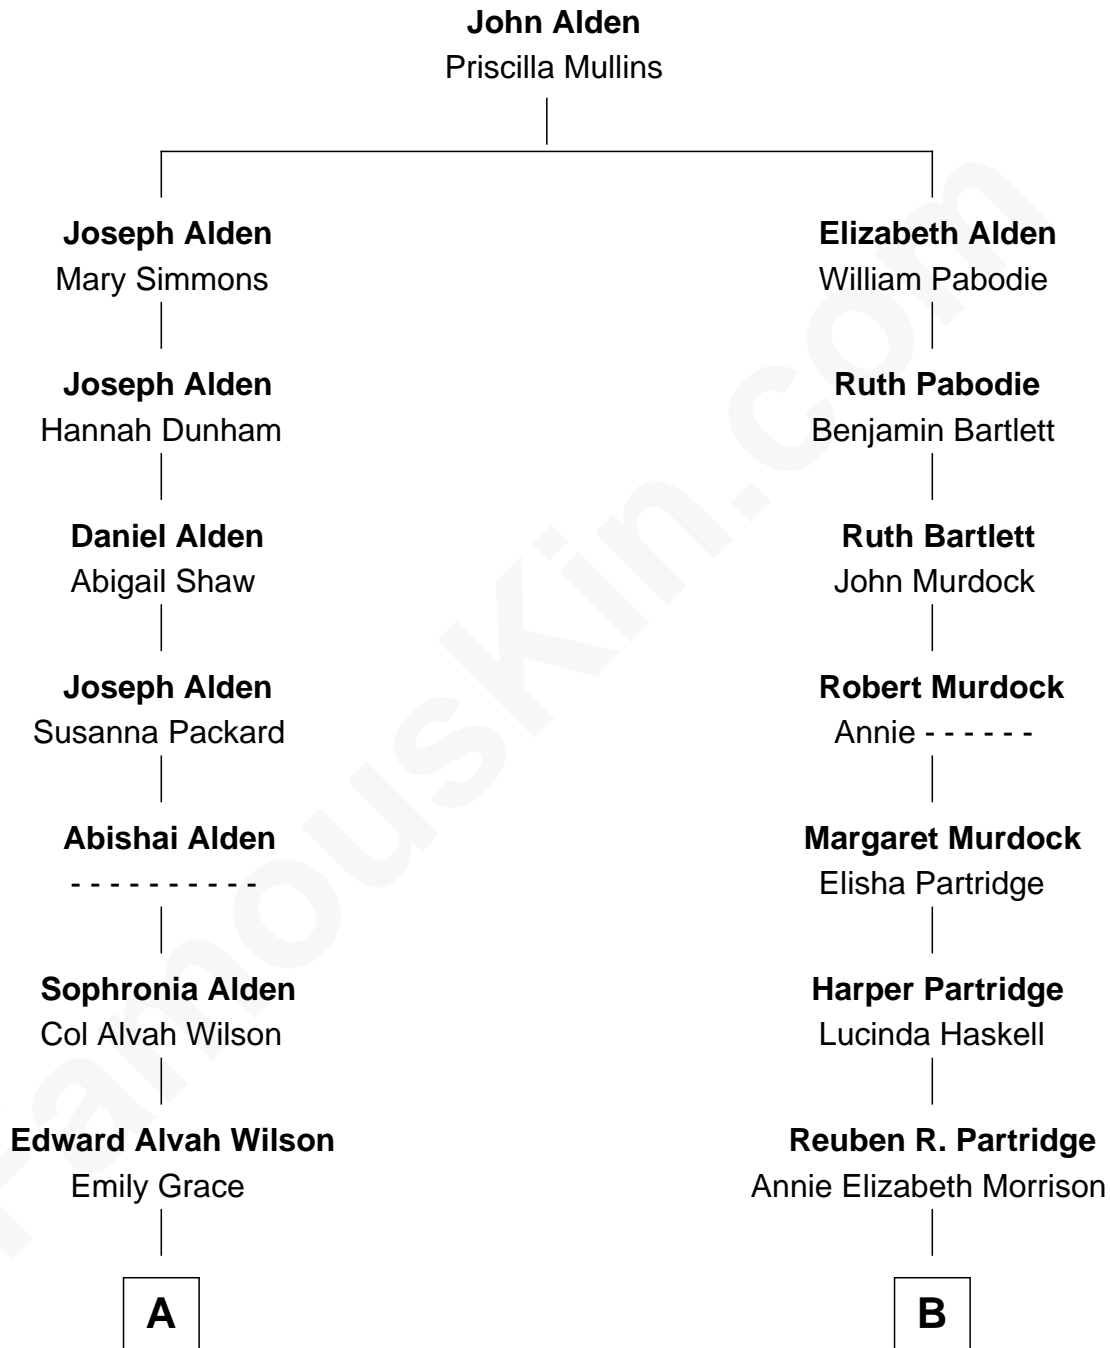 John Alden
Priscilla Mullins
Joseph Alden
Mary Simmons
Elizabeth Alden
William Pabodie
Joseph Alden
Hannah Dunham
Ruth Pabodie
Benjamin Bartlett
Daniel Alden
Abigail Shaw
Ruth Bartlett
John Murdock
Joseph Alden
Susanna Packard
Robert Murdock
Annie - - - - - -
Abishai Alden
- - - - - - - - - -
Margaret Murdock
Elisha Partridge
Sophronia Alden
Col Alvah Wilson
Harper Partridge
Lucinda Haskell
Edward Alvah Wilson
Emily Grace
Reuben R. Partridge
Annie Elizabeth Morrison
A
B
FamousKin.com